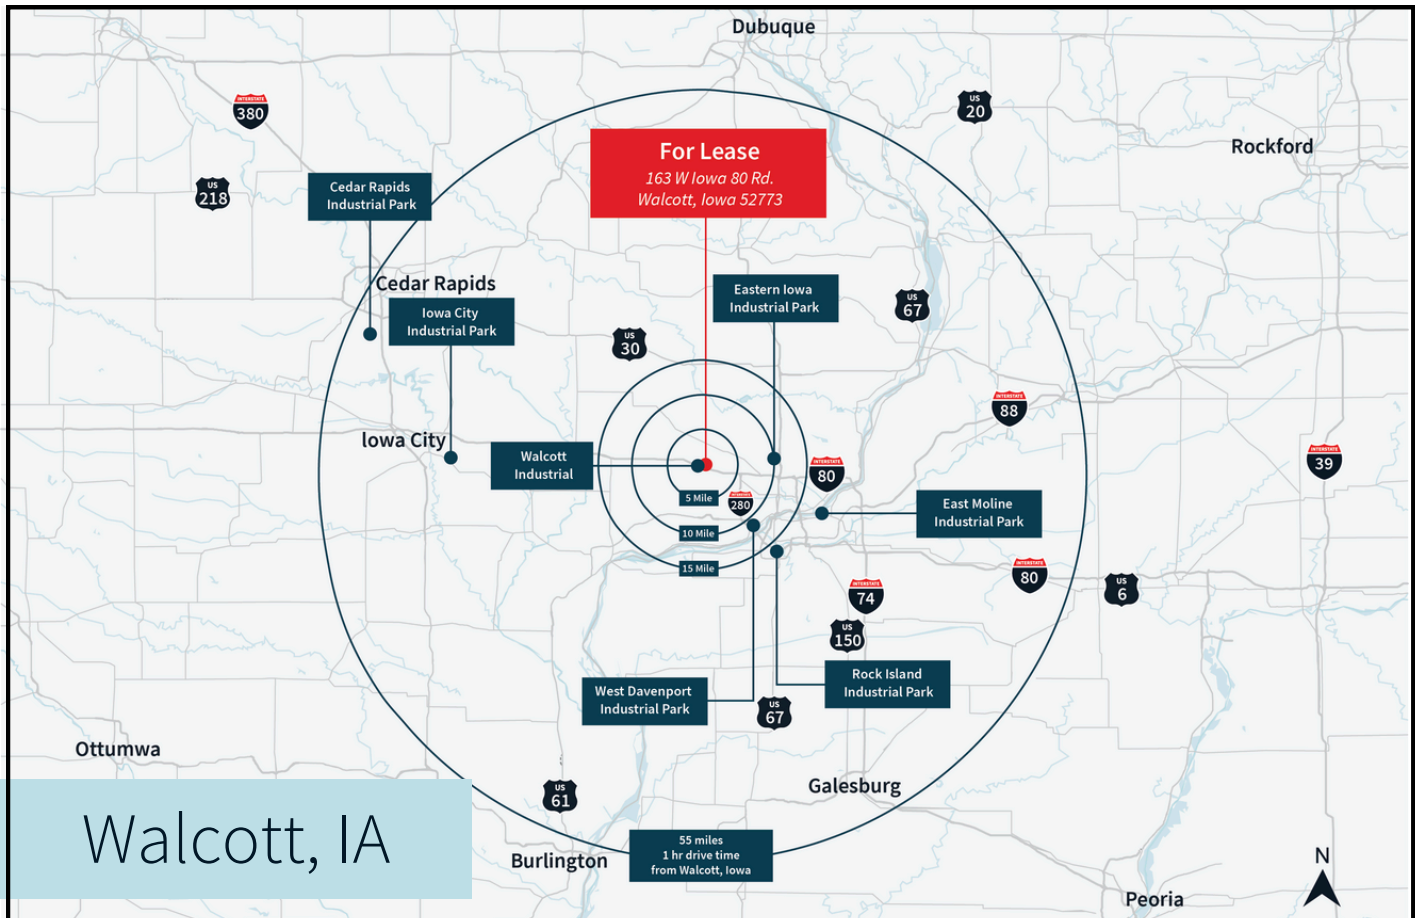 Dubuque
INTERSTATE
380
US
20
For Lease
163 W Iowa 80 Rd.
Walcott, Iowa 52773
Rockford
Cedar Rapids
Industrial Park
US
218
Cedar Rapids
Eastern Iowa
Industrial Park
US
67
Iowa City
Industrial Park
US
30
INTERSTATE
88
Iowa City
Walcott
Industrial
INTERSTATE
80
INTERSTATE
39
5 Mile
INTERSTATE
280
East Moline
Industrial Park
10 Mile
15 Mile
INTERSTATE
80
US
6
INTERSTATE
74
US
150
Rock Island
Industrial Park
West Davenport
Industrial Park
US
67
Ottumwa
Galesburg
US
61
Walcott, IA
Burlington
55 miles
1 hr drive time
from Walcott, Iowa
N
Peoria